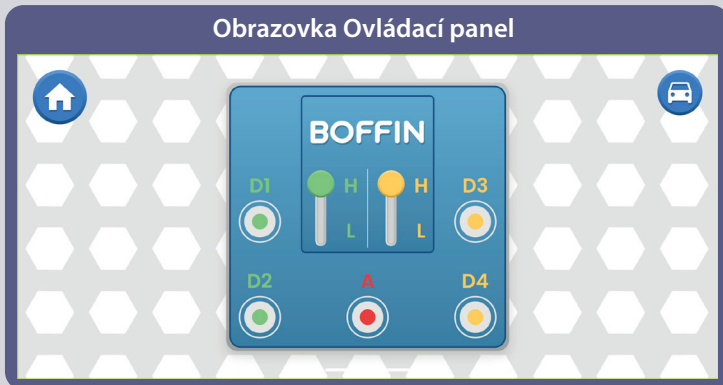 Obrazovka Ovládací panel
BOFFIN
D1 H H D3
L L
D2 A D4